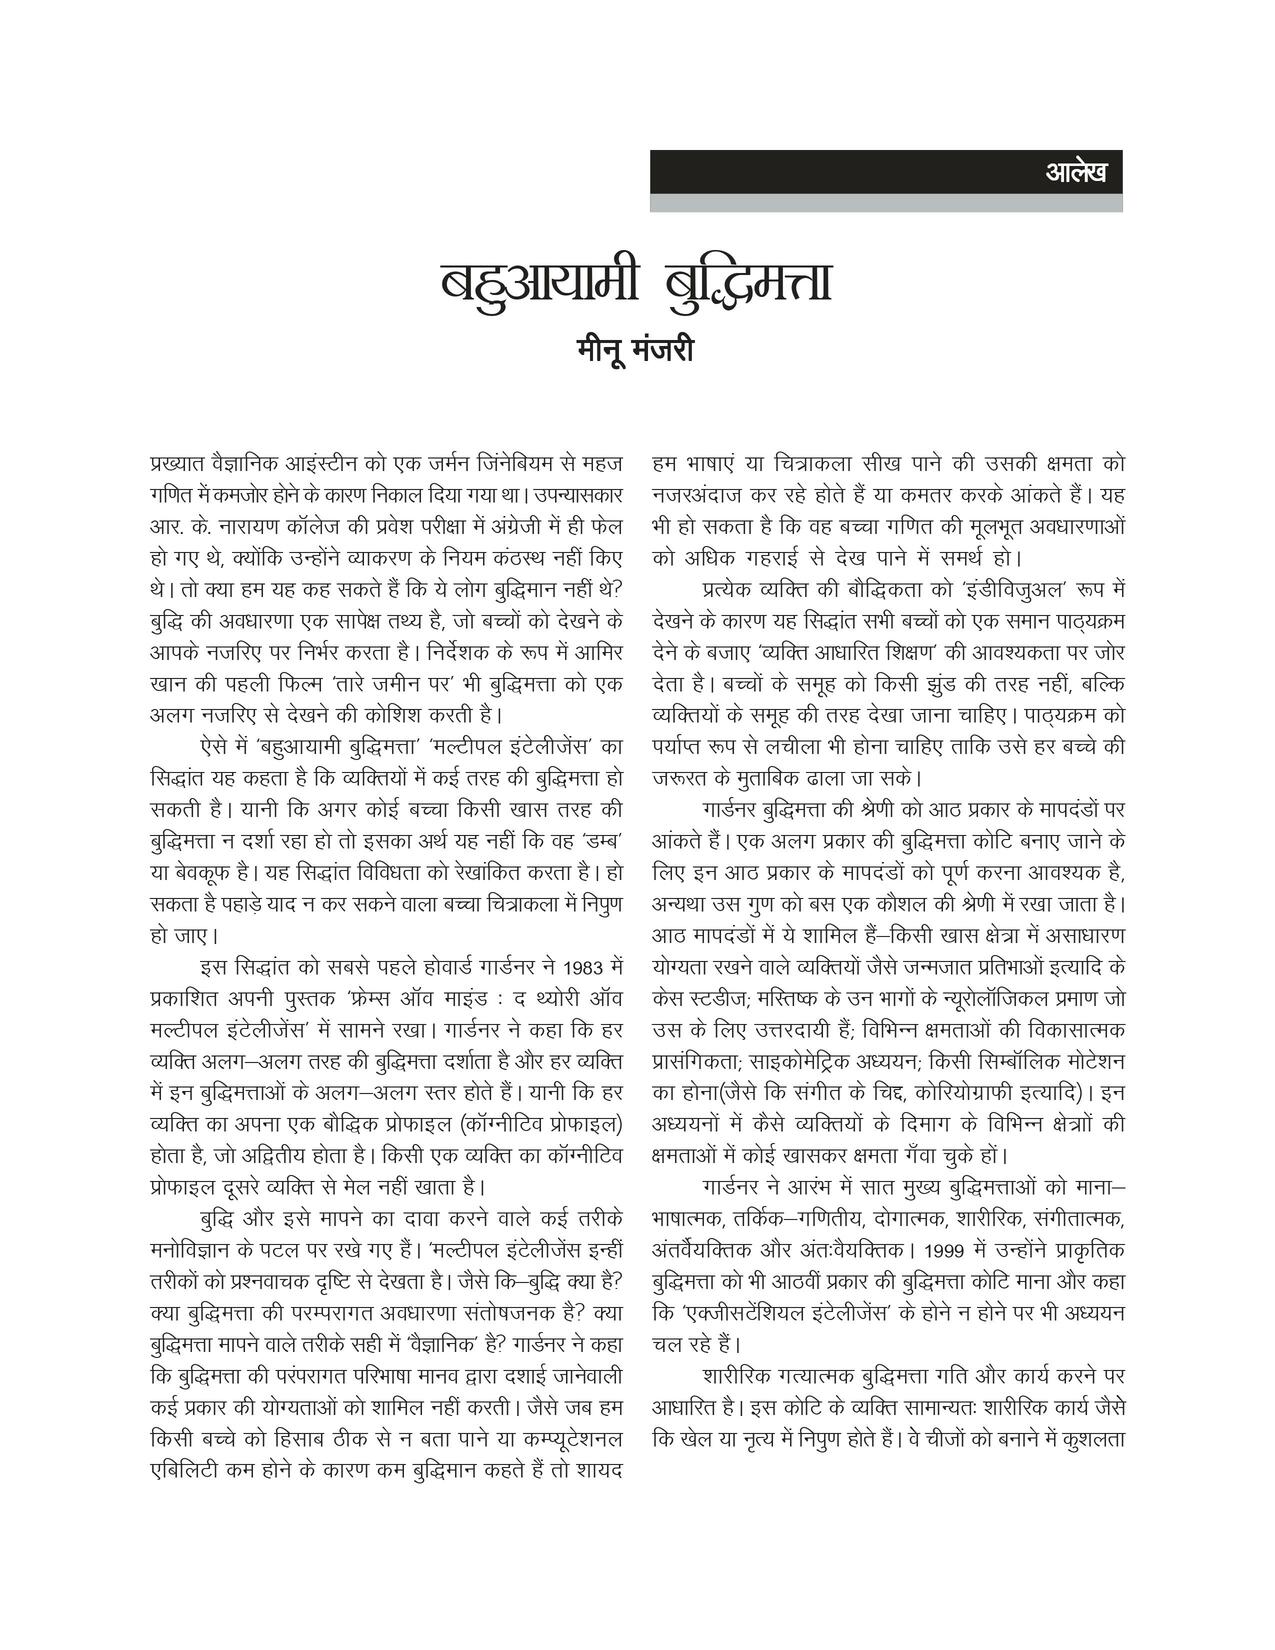 आलेख
बहुआयामी बुद्धिमत्ता
मीनू मंजरी
प्रख्यात वैज्ञानिक आइंस्टीन को एक जर्मन जिंनेबियम से महज
गणित में कमजोर होने के कारण निकाल दिया गया था। उपन्यासकार
आर. के. नारायण कॉलेज की प्रवेश परीक्षा में अंग्रेजी में ही फेल
हो गए थे, क्योंकि उन्होंने व्याकरण के नियम कंठस्थ नहीं किए
थे। तो क्या हम यह कह सकते हैं कि ये लोग बुद्धिमान नहीं थे?
बुद्धि की अवधारणा एक सापेक्ष तथ्य है, जो बच्चों को देखने के
आपके नजरिए पर निर्भर करता है। निर्देशक के रूप में आमिर
खान की पहली फिल्म 'तारे जमीन पर' भी बुद्धिमत्ता को एक
अलग नजरिए से देखने की कोशिश करती है।
ऐसे में 'बहुआयामी बुद्धिमत्ता' 'मल्टीपल इंटेलीजेंस' का
सिद्धांत यह कहता है कि व्यक्तियों में कई तरह की बुद्धिमत्ता हो
सकती है। यानी कि अगर कोई बच्चा किसी खास तरह की
बुद्धिमत्ता न दर्शा रहा हो तो इसका अर्थ यह नहीं कि वह 'डम्ब'
या बेवकूफ है। यह सिद्धांत विविधता को रेखांकित करता है। हो
सकता है पहाड़े याद न कर सकने वाला बच्चा चित्राकला में निपुण
हो जाए।
इस सिद्धांत को सबसे पहले होवार्ड गार्डनर ने 1983 में
प्रकाशित अपनी पुस्तक 'फ्रेम्स ऑव माइंड : द थ्योरी ऑव
मल्टीपल इंटेलीजेंस' में सामने रखा। गार्डनर ने कहा कि हर
व्यक्ति अलग–अलग तरह की बुद्धिमत्ता दर्शाता है और हर व्यक्ति
में इन बुद्धिमत्ताओं के अलग–अलग स्तर होते हैं। यानी कि हर
व्यक्ति का अपना एक बौद्धिक प्रोफाइल (कॉग्नीटिव प्रोफाइल)
होता है, जो अद्वितीय होता है। किसी एक व्यक्ति का कॉग्नीटिव
प्रोफाइल दूसरे व्यक्ति से मेल नहीं खाता है।
बुद्धि और इसे मापने का दावा करने वाले कई तरीके
मनोविज्ञान के पटल पर रखे गए हैं। 'मल्टीपल इंटेलीजेंस इन्हीं
तरीकों को प्रश्नवाचक दृष्टि से देखता है। जैसे कि–बुद्धि क्या है?
क्या बुद्धिमत्ता की परम्परागत अवधारणा संतोषजनक है? क्या
बुद्धिमत्ता मापने वाले तरीके सही में 'वैज्ञानिक' है? गार्डनर ने कहा
कि बुद्धिमत्ता की परंपरागत परिभाषा मानव द्वारा दशाई जानेवाली
कई प्रकार की योग्यताओं को शामिल नहीं करती। जैसे जब हम
किसी बच्चे को हिसाब ठीक से न बता पाने या कम्प्यूटेशनल
एबिलिटी कम होने के कारण कम बुद्धिमान कहते हैं तो शायद
हम भाषाएं या चित्राकला सीख पाने की उसकी क्षमता को
नजरअंदाज कर रहे होते हैं या कमतर करके आंकते हैं। यह
भी हो सकता है कि वह बच्चा गणित की मूलभूत अवधारणाओं
को अधिक गहराई से देख पाने में समर्थ हो।
प्रत्येक व्यक्ति की बौद्धिकता को 'इंडीविजुअल' रूप में
देखने के कारण यह सिद्धांत सभी बच्चों को एक समान पाठ्यक्रम
देने के बजाए 'व्यक्ति आधारित शिक्षण' की आवश्यकता पर जोर
देता है। बच्चों के समूह को किसी झुंड की तरह नहीं, बल्कि
व्यक्तियों के समूह की तरह देखा जाना चाहिए। पाठ्यक्रम को
पर्याप्त रूप से लचीला भी होना चाहिए ताकि उसे हर बच्चे की
जरूरत के मुताबिक ढाला जा सके।
गार्डनर बुद्धिमत्ता की श्रेणी को आठ प्रकार के मापदंडों पर
आंकते हैं। एक अलग प्रकार की बुद्धिमत्ता कोटि बनाए जाने के
लिए इन आठ प्रकार के मापदंडों को पूर्ण करना आवश्यक है,
अन्यथा उस गुण को बस एक कौशल की श्रेणी में रखा जाता है।
आठ मापदंडों में ये शामिल हैं–किसी खास क्षेत्रा में असाधारण
योग्यता रखने वाले व्यक्तियों जैसे जन्मजात प्रतिभाओं इत्यादि के
केस स्टडीज; मस्तिष्क के उन भागों के न्यूरोलॉजिकल प्रमाण जो
उस के लिए उत्तरदायी हैं; विभिन्न क्षमताओं की विकासात्मक
प्रासंगिकता; साइकोमेट्रिक अध्ययन; किसी सिम्बॉलिक मोटेशन
का होना(जैसे कि संगीत के चिद्द, कोरियोग्राफी इत्यादि)। इन
अध्ययनों में कैसे व्यक्तियों के दिमाग के विभिन्न क्षेत्राों की
क्षमताओं में कोई खासकर क्षमता गँवा चुके हों।
गार्डनर ने आरंभ में सात मुख्य बुद्धिमत्ताओं को माना–
भाषात्मक, तर्किक–गणितीय, दोगात्मक, शारीरिक, संगीतात्मक,
अंतर्वैयक्तिक और अंतःवैयक्तिक। 1999 में उन्होंने प्राकृतिक
बुद्धिमत्ता को भी आठवीं प्रकार की बुद्धिमत्ता कोटि माना और कहा
कि 'एक्जीसटेंशियल इंटेलीजेंस' के होने न होने पर भी अध्ययन
चल रहे हैं।
शारीरिक गत्यात्मक बुद्धिमत्ता गति और कार्य करने पर
आधारित है। इस कोटि के व्यक्ति सामान्यतः शारीरिक कार्य जैसे
कि खेल या नृत्य में निपुण होते हैं। वे चीजों को बनाने में कुशलता